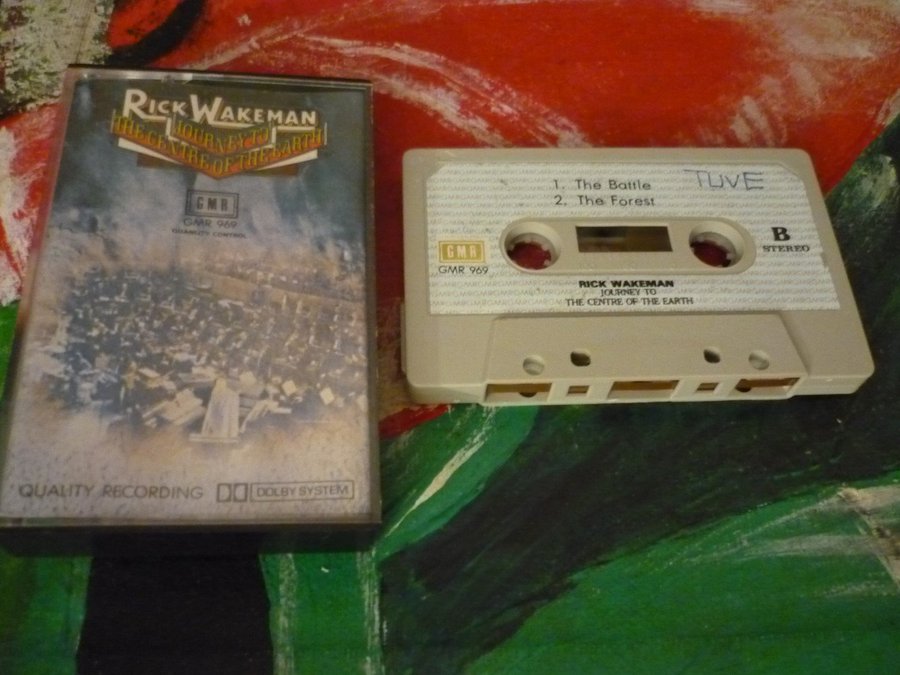 RICK WAKEMAN
JOURNEY TO
THE CENTRE OF THE EARTH
GMR
GMR 969
QUANLITY CONTROL
QUALITY RECORDING DOLBY SYSTEM
1. The Battle
2. The Forest
TUVE
GMR
GMR 969
B
STEREO
RICK WAKEMAN
JOURNEY TO
THE CENTRE OF THE EARTH